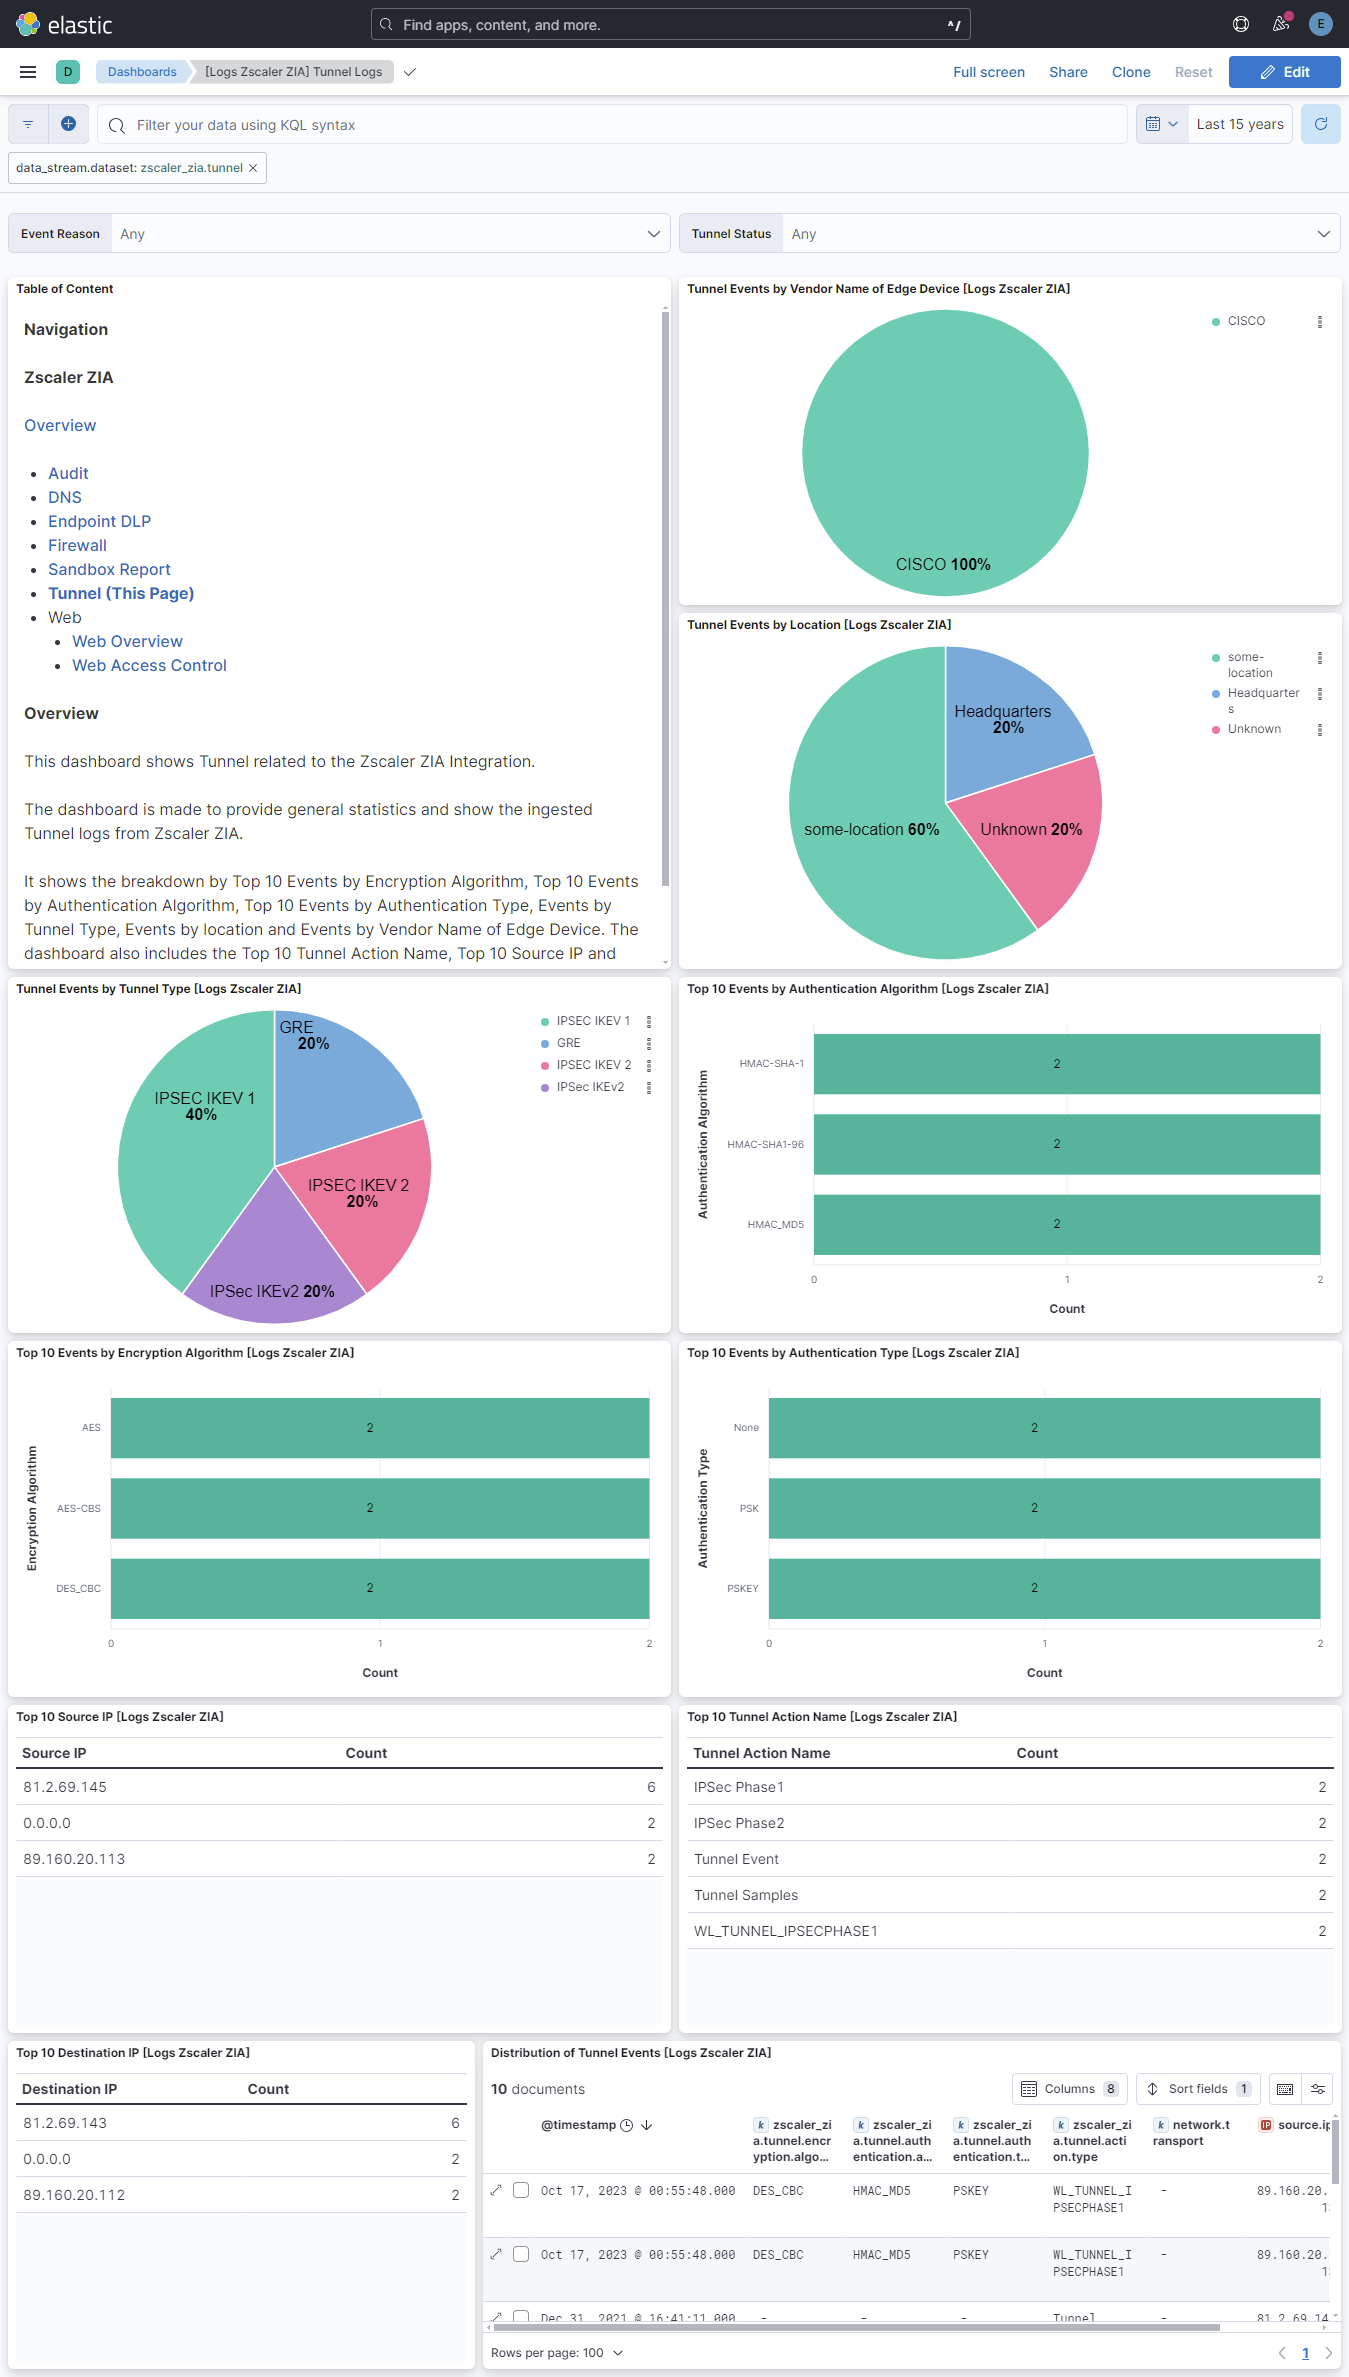 elastic
Find apps, content, and more.
^/
E
D
Dashboards
[Logs Zscaler ZIA] Tunnel Logs
Full screen
Share
Clone
Reset
Edit
Filter your data using KQL syntax
Last 15 years
data_stream.dataset: zscaler_zia.tunnel ×
Event Reason
Any
Tunnel Status
Any
Table of Content
Navigation
Zscaler ZIA
Overview
• Audit
• DNS
• Endpoint DLP
• Firewall
• Sandbox Report
• Tunnel (This Page)
• Web
• Web Overview
• Web Access Control
Overview
This dashboard shows Tunnel related to the Zscaler ZIA Integration.
The dashboard is made to provide general statistics and show the ingested
Tunnel logs from Zscaler ZIA.
It shows the breakdown by Top 10 Events by Encryption Algorithm, Top 10 Events
by Authentication Algorithm, Top 10 Events by Authentication Type, Events by
Tunnel Type, Events by location and Events by Vendor Name of Edge Device. The
dashboard also includes the Top 10 Tunnel Action Name, Top 10 Source IP and
Tunnel Events by Vendor Name of Edge Device [Logs Zscaler ZIA]
CISCO
CISCO 100%
Tunnel Events by Location [Logs Zscaler ZIA]
some-
location
Headquarter
s
Unknown
Headquarters
20%
some-location 60%
Unknown 20%
Tunnel Events by Tunnel Type [Logs Zscaler ZIA]
IPSEC IKEV 1
GRE
IPSEC IKEV 2
IPSec IKEv2
GRE
20%
IPSEC IKEV 1
40%
IPSEC IKEV 2
20%
IPSec IKEv2 20%
Top 10 Events by Authentication Algorithm [Logs Zscaler ZIA]
Authentication Algorithm
HMAC-SHA-1
2
HMAC-SHA1-96
2
HMAC_MD5
2
0 1 2
Count
Top 10 Events by Encryption Algorithm [Logs Zscaler ZIA]
Encryption Algorithm
AES
2
AES-CBS
2
DES_CBC
2
0 1 2
Count
Top 10 Events by Authentication Type [Logs Zscaler ZIA]
Authentication Type
None
2
PSK
2
PSKEY
2
0 1 2
Count
Top 10 Source IP [Logs Zscaler ZIA]
Source IP Count
81.2.69.145 6
0.0.0.0 2
89.160.20.113 2
Top 10 Tunnel Action Name [Logs Zscaler ZIA]
Tunnel Action Name Count
IPSec Phase1 2
IPSec Phase2 2
Tunnel Event 2
Tunnel Samples 2
WL_TUNNEL_IPSECPHASE1 2
Top 10 Destination IP [Logs Zscaler ZIA]
Destination IP Count
81.2.69.143 6
0.0.0.0 2
89.160.20.112 2
Distribution of Tunnel Events [Logs Zscaler ZIA]
10 documents
Columns 8
Sort fields 1
@timestamp k zscaler_zi k zscaler_zi k zscaler_zi k zscaler_zi k network.t IP source.ip
a.tunnel.encr a.tunnel.auth a.tunnel.auth a.tunnel.acti ransport
yption.algo... entication.a... entication.t... on.type
Oct 17, 2023 @ 00:55:48.000 DES_CBC HMAC_MD5 PSKEY WL_TUNNEL_I - 89.160.20.
PSECPHASE1 1
Oct 17, 2023 @ 00:55:48.000 DES_CBC HMAC_MD5 PSKEY WL_TUNNEL_I - 89.160.20.
PSECPHASE1 1
Dec 31, 2021 @ 16:41:11.000 - - - Tunnel - 81.2.69.14
Rows per page: 100
1